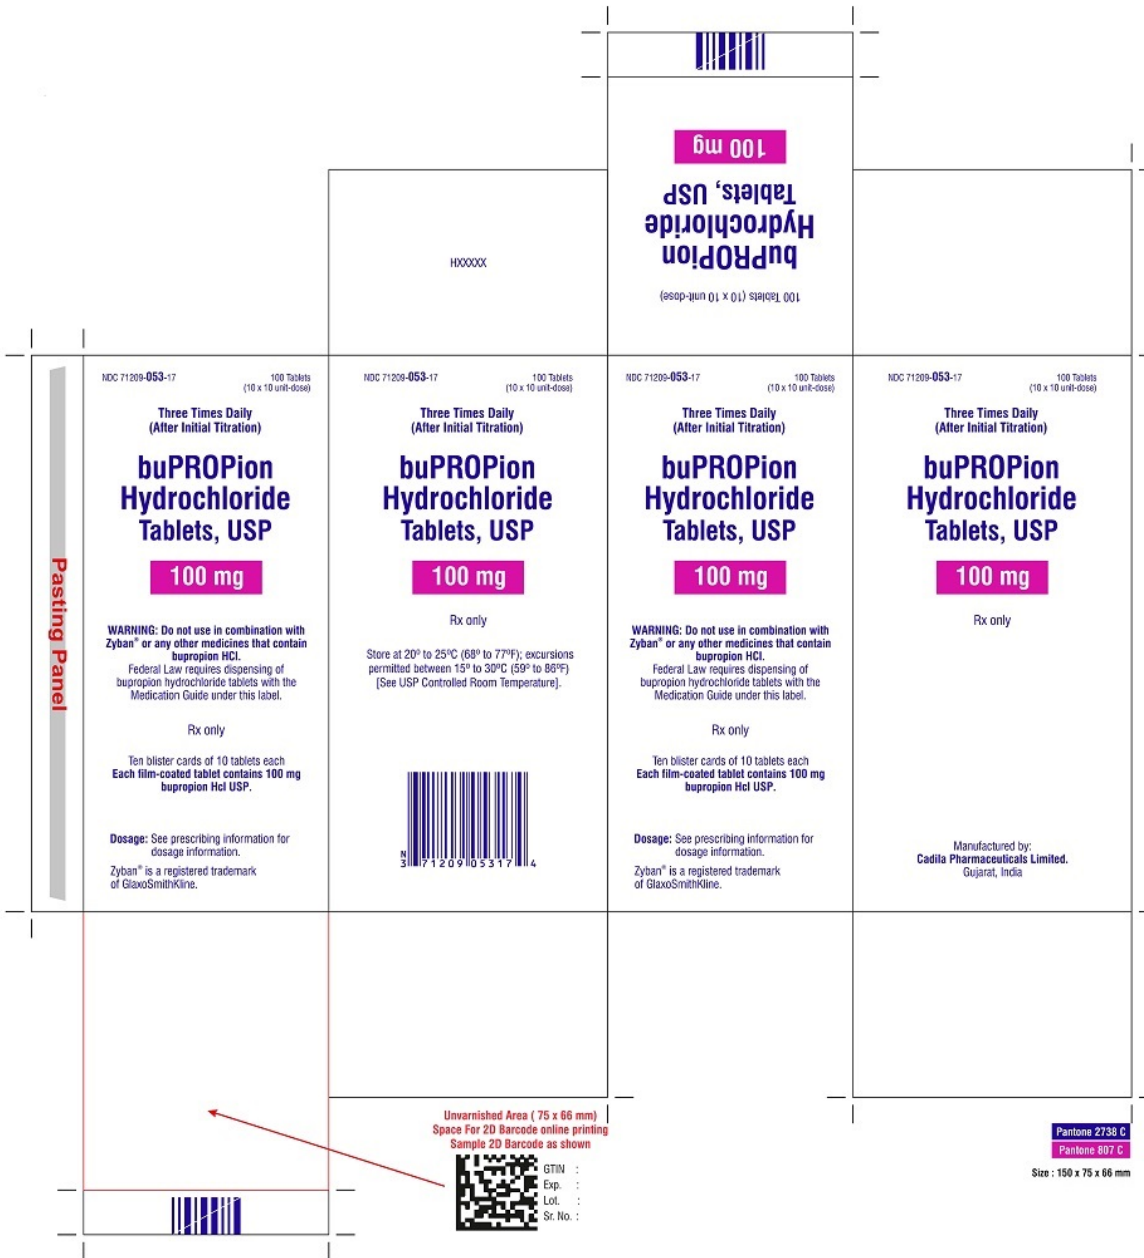 100 mg
buPROPion
Hydrochloride
Tablets, USP
100 Tablets (10 x 10 unit-dose)
HXXXXX
Pasting Panel
NDC 71209-053-17
100 Tablets
(10 x 10 unit-dose)
Three Times Daily
(After Initial Titration)
buPROPion
Hydrochloride
Tablets, USP
100 mg
WARNING: Do not use in combination with
Zyban® or any other medicines that contain
bupropion HCl.
Federal Law requires dispensing of
bupropion hydrochloride tablets with the
Medication Guide under this label.
Rx only
Ten blister cards of 10 tablets each
Each film-coated tablet contains 100 mg
bupropion Hcl USP.
Dosage: See prescribing information for
dosage information.
Zyban® is a registered trademark
of GlaxoSmithKline.
NDC 71209-053-17
100 Tablets
(10 x 10 unit-dose)
Three Times Daily
(After Initial Titration)
buPROPion
Hydrochloride
Tablets, USP
100 mg
Rx only
Store at 20º to 25ºC (68º to 77ºF); excursions
permitted between 15º to 30ºC (59º to 86ºF)
[See USP Controlled Room Temperature].
N
3 71209 05317 4
NDC 71209-053-17
100 Tablets
(10 x 10 unit-dose)
Three Times Daily
(After Initial Titration)
buPROPion
Hydrochloride
Tablets, USP
100 mg
WARNING: Do not use in combination with
Zyban® or any other medicines that contain
bupropion HCl.
Federal Law requires dispensing of
bupropion hydrochloride tablets with the
Medication Guide under this label.
Rx only
Ten blister cards of 10 tablets each
Each film-coated tablet contains 100 mg
bupropion Hcl USP.
Dosage: See prescribing information for
dosage information.
Zyban® is a registered trademark
of GlaxoSmithKline.
NDC 71209-053-17
100 Tablets
(10 x 10 unit-dose)
Three Times Daily
(After Initial Titration)
buPROPion
Hydrochloride
Tablets, USP
100 mg
Rx only
Manufactured by:
Cadila Pharmaceuticals Limited.
Gujarat, India
Unvarnished Area ( 75 x 66 mm)
Space For 2D Barcode online printing
Sample 2D Barcode as shown
GTIN :
Exp. :
Lot. :
Sr. No. :
Pantone 2738 C
Pantone 807 C
Size : 150 x 75 x 66 mm